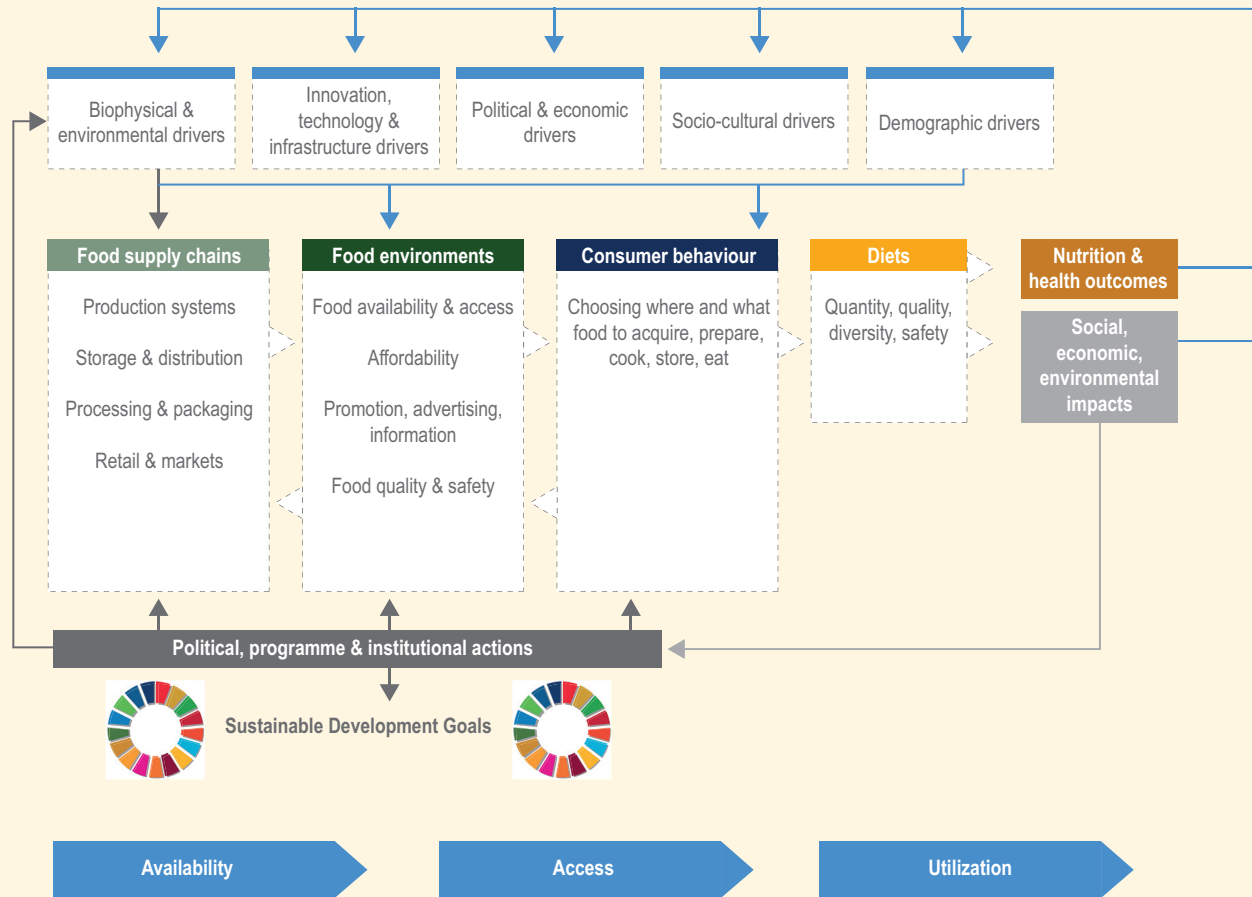 Biophysical &
environmental drivers
Innovation,
technology &
infrastructure drivers
Political & economic
drivers
Socio-cultural drivers
Demographic drivers
Food supply chains
Production systems
Storage & distribution
Processing & packaging
Retail & markets
Food environments
Food availability & access
Affordability
Promotion, advertising,
information
Food quality & safety
Consumer behaviour
Choosing where and what
food to acquire, prepare,
cook, store, eat
Diets
Quantity, quality,
diversity, safety
Nutrition &
health outcomes
Social,
economic,
environmental
impacts
Political, programme & institutional actions
Sustainable Development Goals
Availability
Access
Utilization